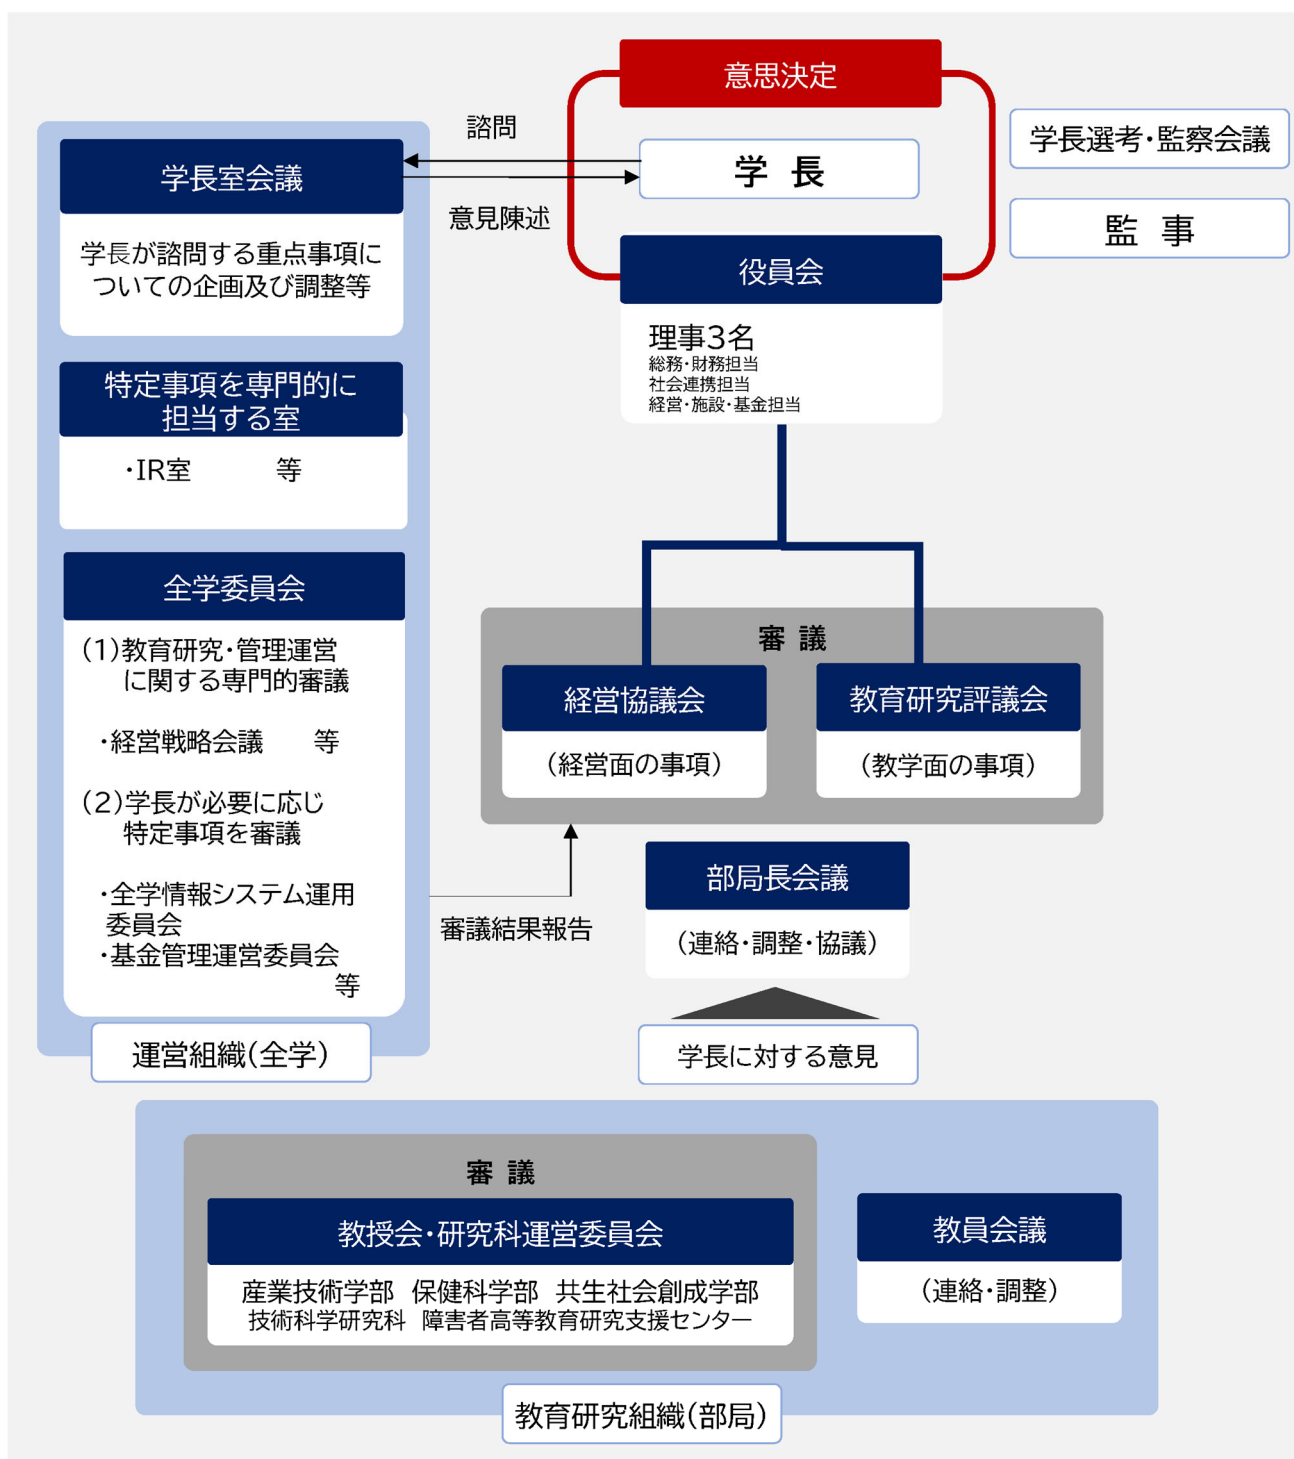 意思決定
学長選考・監察会議
諮問
学長室会議
学 長
意見陳述
監 事
学長が諮問する重点事項に
ついての企画及び調整等
役員会
理事3名
総務・財務担当
社会連携担当
経営・施設・基金担当
特定事項を専門的に
担当する室
・IR室 等
全学委員会
(1)教育研究・管理運営
に関する専門的審議
・経営戦略会議 等
(2)学長が必要に応じ
特定事項を審議
・全学情報システム運用
委員会
・基金管理運営委員会
等
運営組織(全学)
審 議
経営協議会
(経営面の事項)
教育研究評議会
(教学面の事項)
審議結果報告
部局長会議
(連絡・調整・協議)
学長に対する意見
審 議
教授会・研究科運営委員会
産業技術学部 保健科学部 共生社会創成学部
技術科学研究科 障害者高等教育研究支援センター
教員会議
(連絡・調整)
教育研究組織(部局)